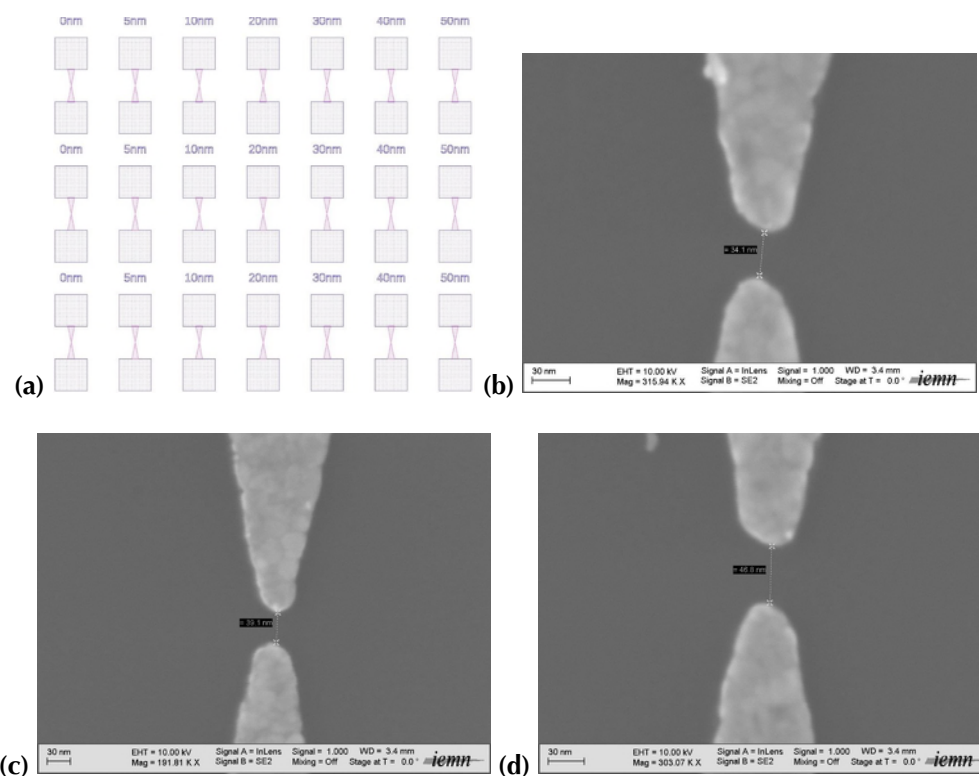 0nm 5nm 10nm 20nm 30nm 40nm 50nm
0nm 5nm 10nm 20nm 30nm 40nm 50nm
0nm 5nm 10nm 20nm 30nm 40nm 50nm
(a)
= 34.1 nm
30 nm EHT = 10.00 kV Signal A = InLens Signal = 1.000 WD = 3.4 mm
Mag = 315.94 K X Signal B = SE2 Mixing = Off Stage at T = 0.0 ° iemn
(b)
= 39.1 nm
30 nm EHT = 10.00 kV Signal A = InLens Signal = 1.000 WD = 3.4 mm
Mag = 191.81 K X Signal B = SE2 Mixing = Off Stage at T = 0.0 ° iemn
(c)
= 46.8 nm
30 nm EHT = 10.00 kV Signal A = InLens Signal = 1.000 WD = 3.4 mm
Mag = 303.07 K X Signal B = SE2 Mixing = Off Stage at T = 0.0 ° iemn
(d)